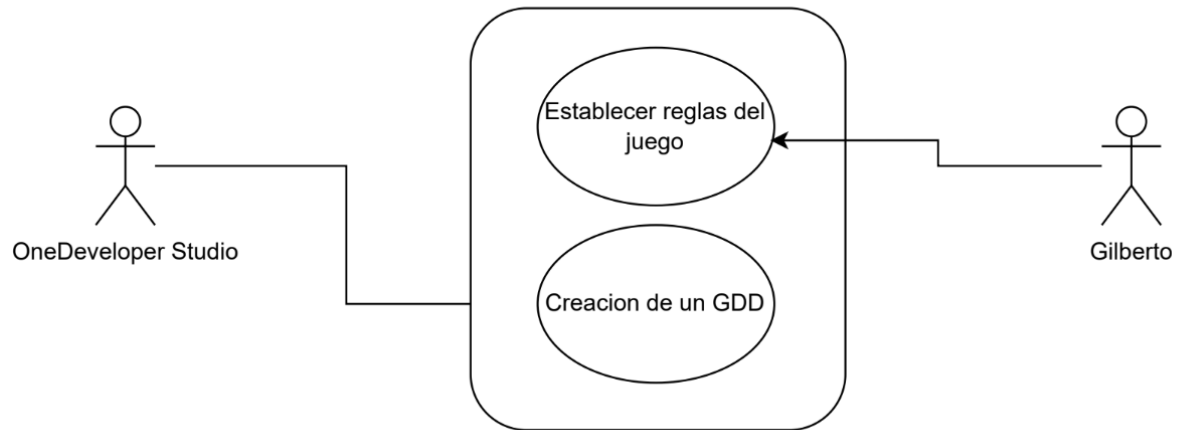 Establecer reglas del
juego
OneDeveloper Studio
Gilberto
Creacion de un GDD